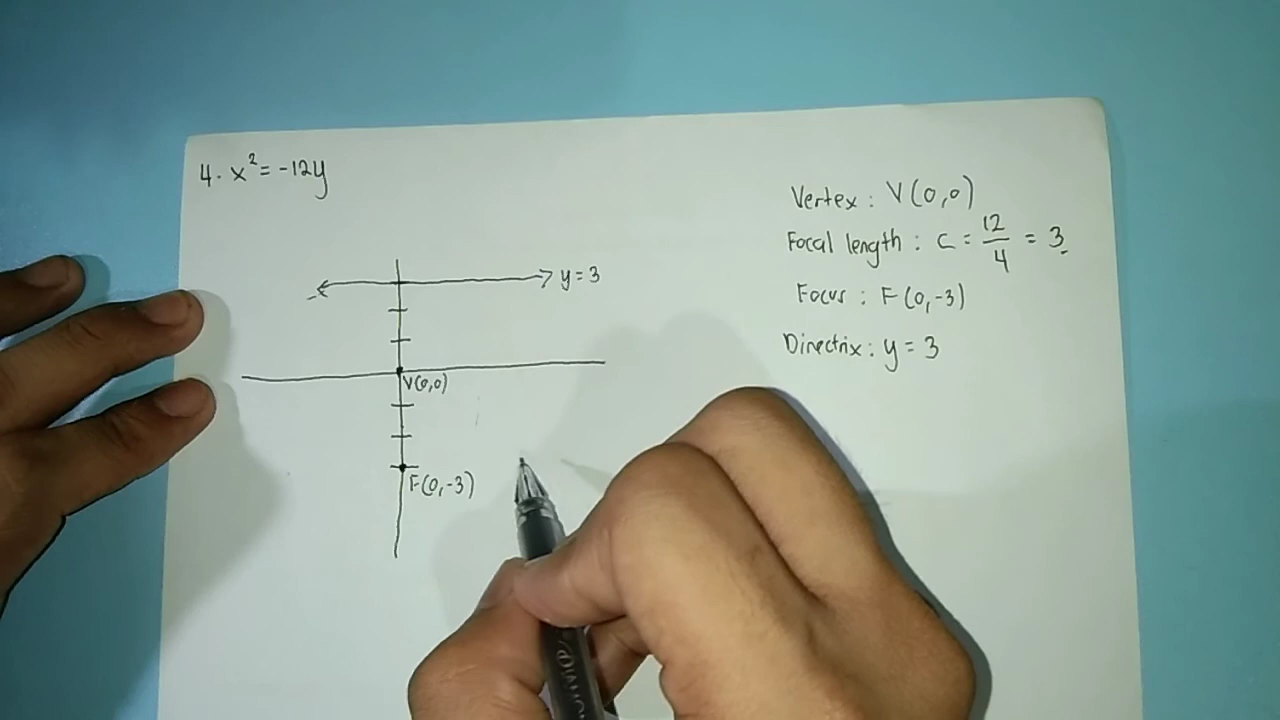 4. x² = -12y
Vertex : V(0,0)
Focal length : c = 12/4 = 3
Focus : F(0,-3)
Directrix : y = 3
y = 3
V(0,0)
F(0,-3)